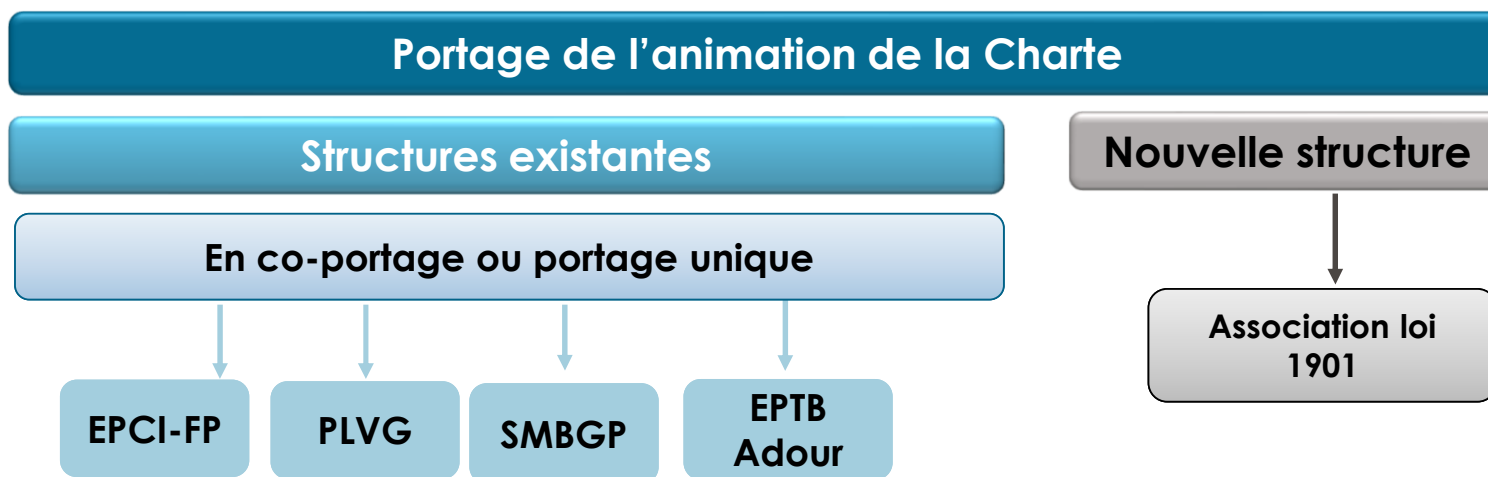 Portage de l’animation de la Charte
Structures existantes
Nouvelle structure
En co-portage ou portage unique
Association loi
1901
EPCI-FP
PLVG
SMBGP
EPTB
Adour